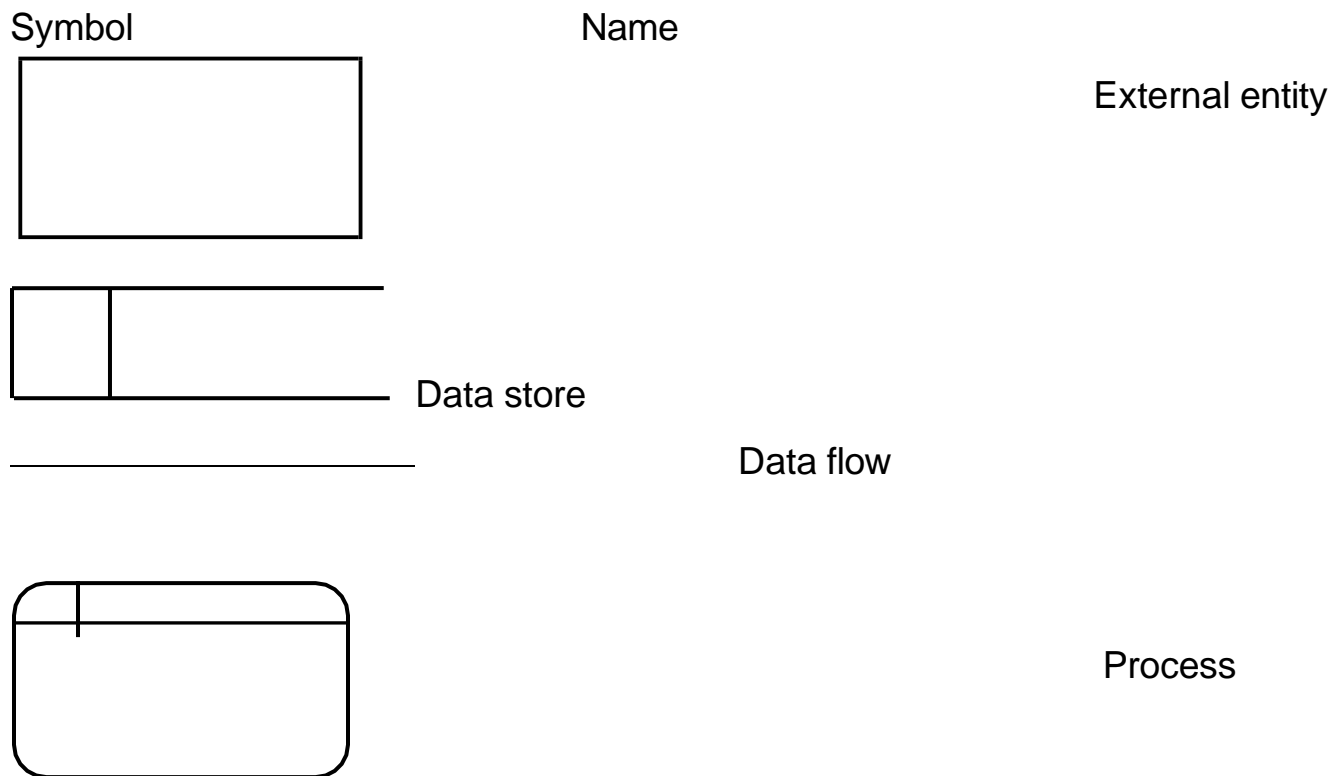 Symbol Name
External entity
Data store
Data flow
Process